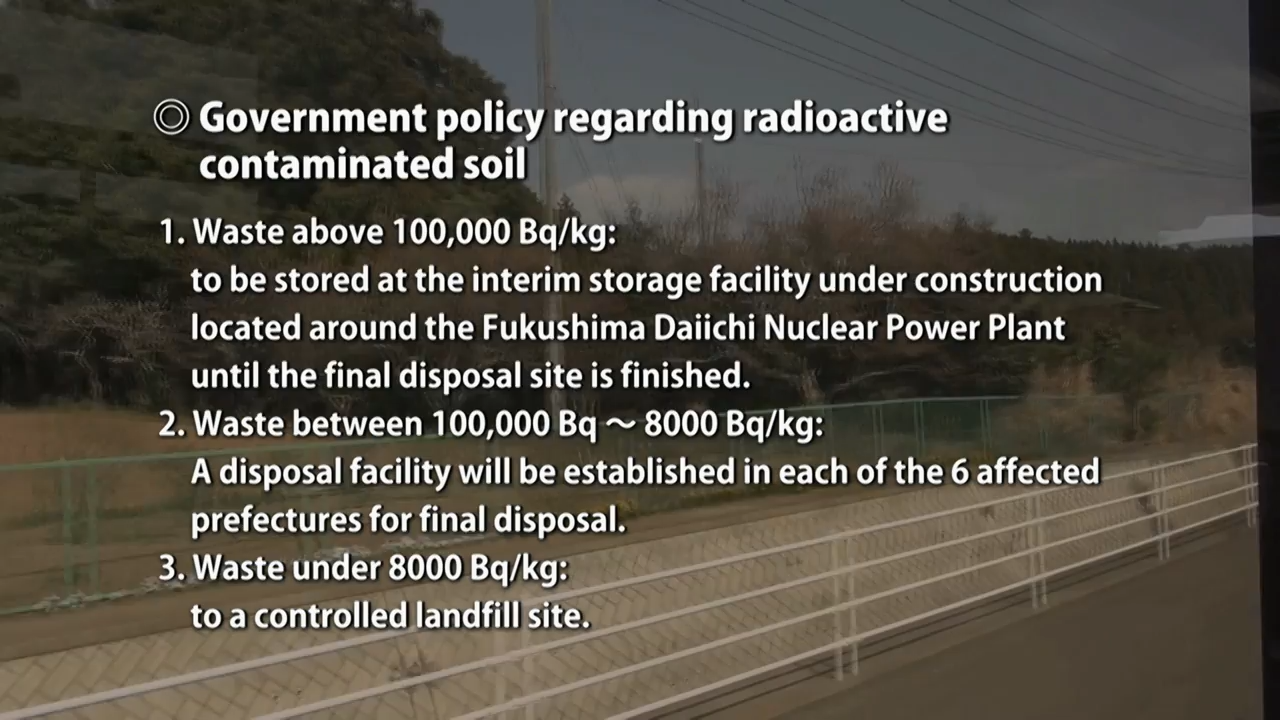 ◎ Government policy regarding radioactive
contaminated soil
1. Waste above 100,000 Bq/kg:
to be stored at the interim storage facility under construction
located around the Fukushima Daiichi Nuclear Power Plant
until the final disposal site is finished.
2. Waste between 100,000 Bq ～ 8000 Bq/kg:
A disposal facility will be established in each of the 6 affected
prefectures for final disposal.
3. Waste under 8000 Bq/kg:
to a controlled landfill site.